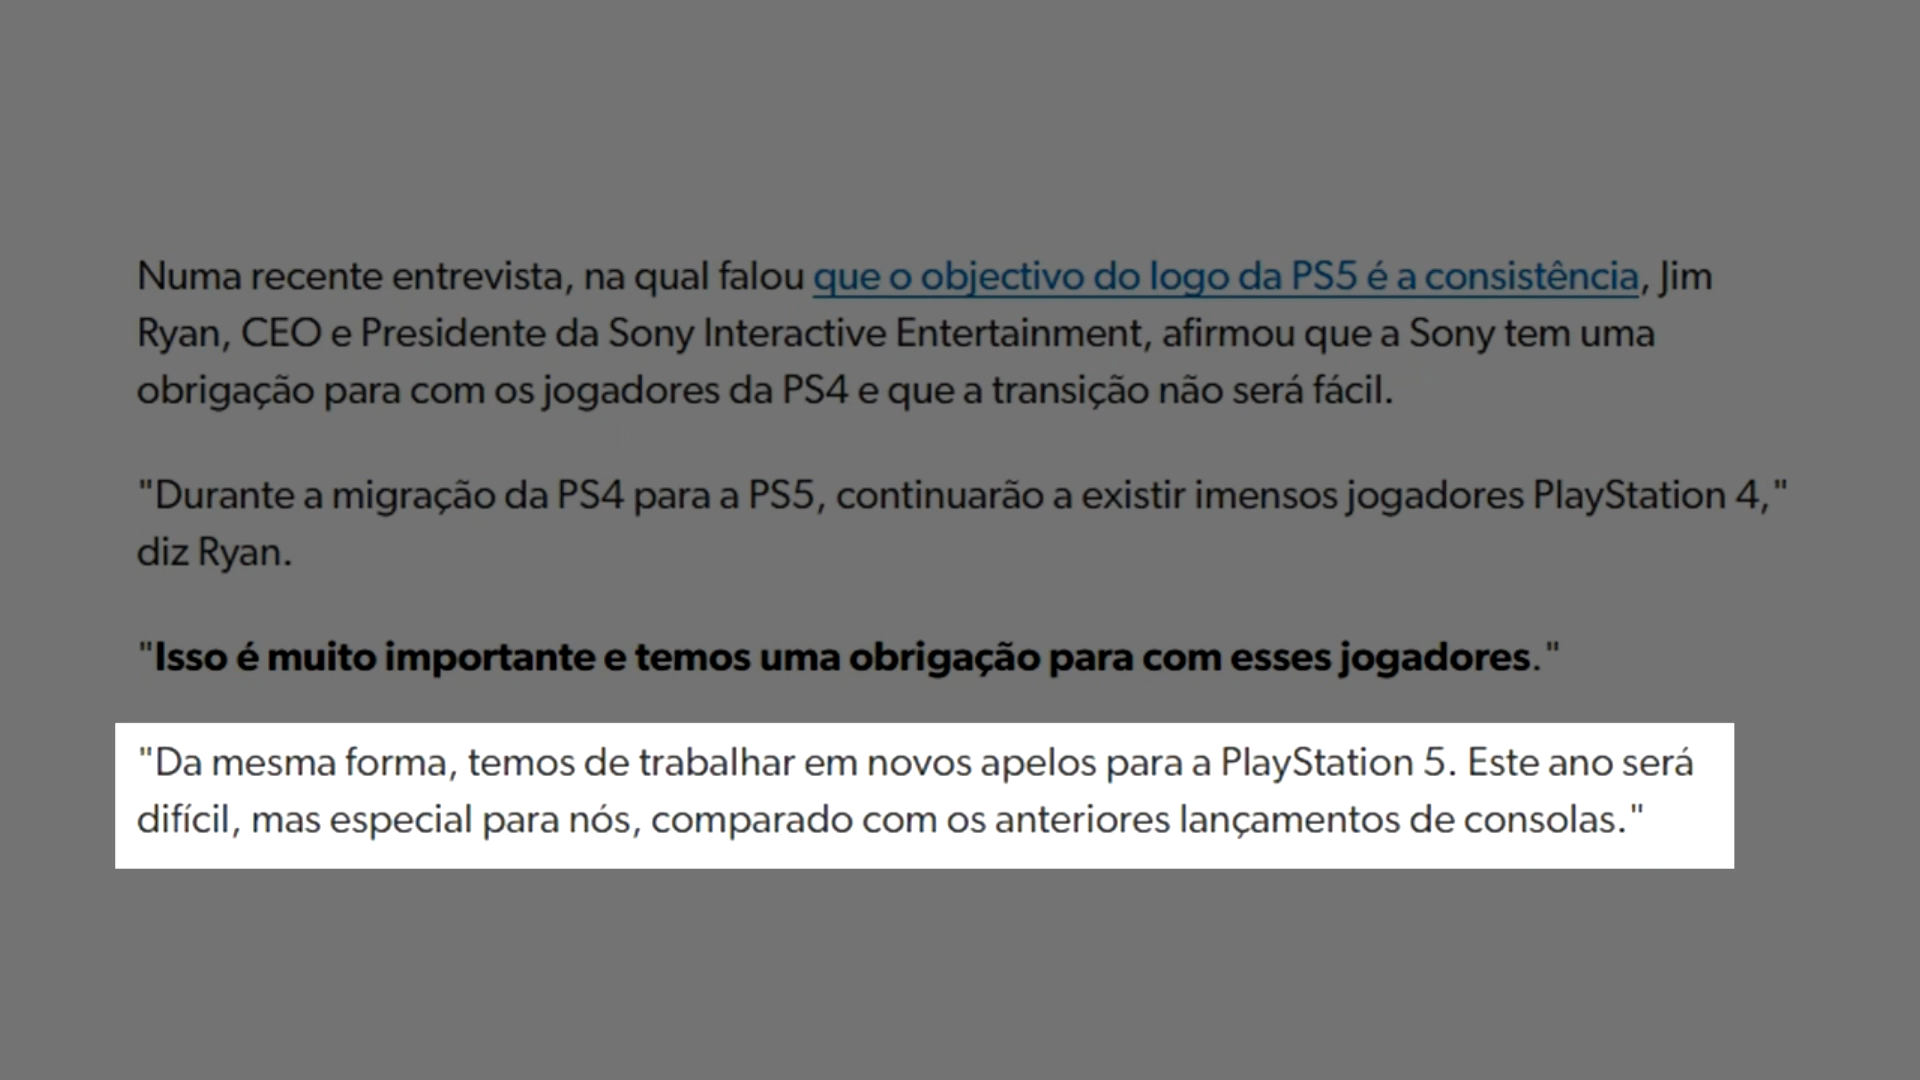 Numa recente entrevista, na qual falou que o objectivo do logo da PS5 é a consistência, Jim
Ryan, CEO e Presidente da Sony Interactive Entertainment, afirmou que a Sony tem uma
obrigação para com os jogadores da PS4 e que a transição não será fácil.
"Durante a migração da PS4 para a PS5, continuarão a existir imensos jogadores PlayStation 4,"
diz Ryan.
"Isso é muito importante e temos uma obrigação para com esses jogadores."
"Da mesma forma, temos de trabalhar em novos apelos para a PlayStation 5. Este ano será
difícil, mas especial para nós, comparado com os anteriores lançamentos de consolas."